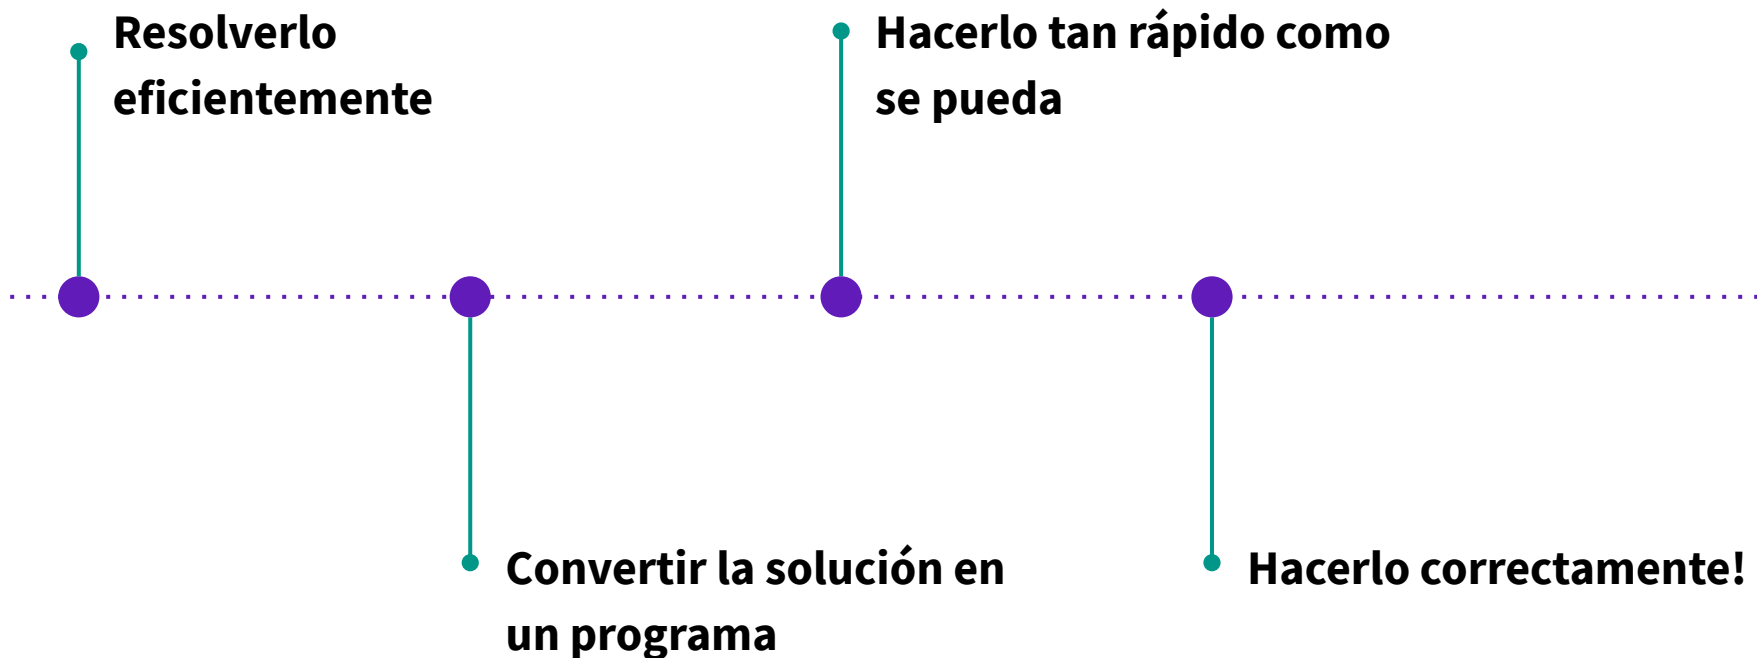 Resolverlo
eficientemente
Convertir la solución en
un programa
Hacerlo tan rápido como
se pueda
Hacerlo correctamente!